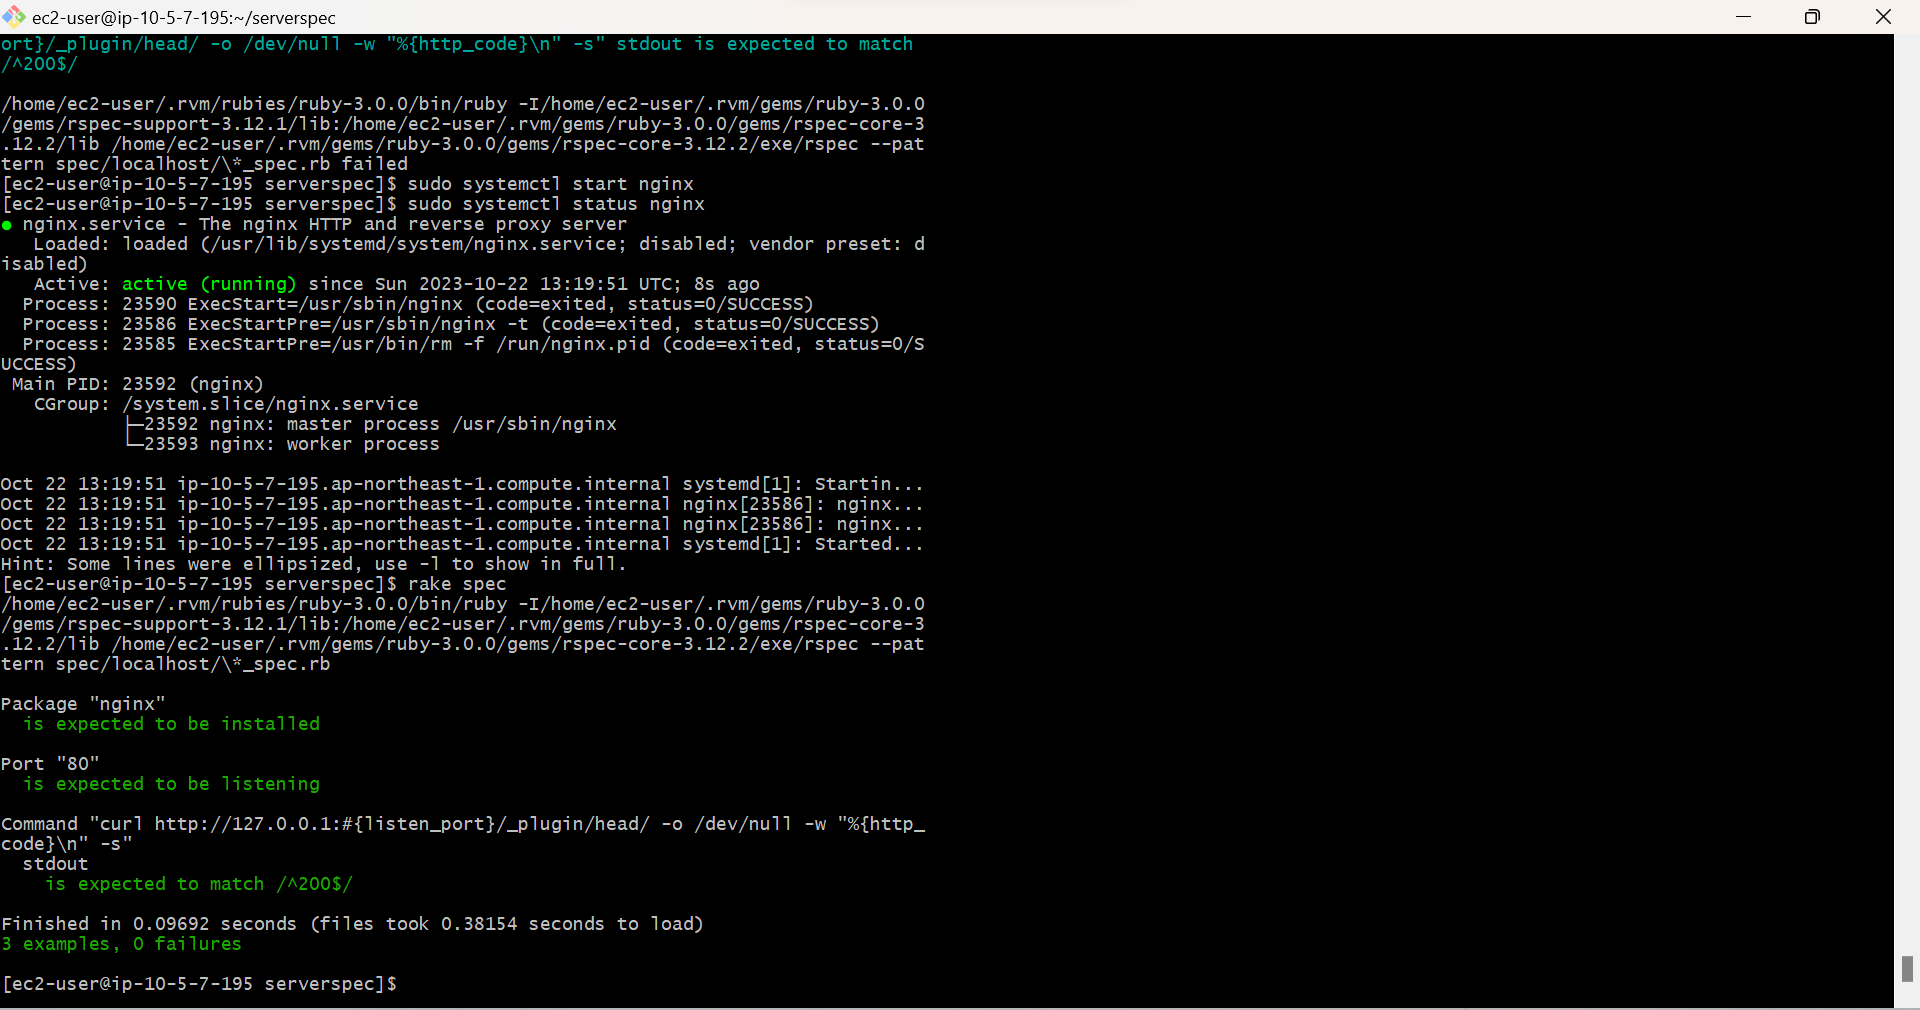 ec2-user@ip-10-5-7-195:~/serverspec
ort}/_plugin/head/ -o /dev/null -w "%{http_code}\n" -s" stdout is expected to match
/^200$/
/home/ec2-user/.rvm/rubies/ruby-3.0.0/bin/ruby -I/home/ec2-user/.rvm/gems/ruby-3.0.0
/gems/rspec-support-3.12.1/lib:/home/ec2-user/.rvm/gems/ruby-3.0.0/gems/rspec-core-3
.12.2/lib /home/ec2-user/.rvm/gems/ruby-3.0.0/gems/rspec-core-3.12.2/exe/rspec --pat
tern spec/localhost/\*_spec.rb failed
[ec2-user@ip-10-5-7-195 serverspec]$ sudo systemctl start nginx
[ec2-user@ip-10-5-7-195 serverspec]$ sudo systemctl status nginx
● nginx.service - The nginx HTTP and reverse proxy server
   Loaded: loaded (/usr/lib/systemd/system/nginx.service; disabled; vendor preset: d
isabled)
   Active: active (running) since Sun 2023-10-22 13:19:51 UTC; 8s ago
  Process: 23590 ExecStart=/usr/sbin/nginx (code=exited, status=0/SUCCESS)
  Process: 23586 ExecStartPre=/usr/sbin/nginx -t (code=exited, status=0/SUCCESS)
  Process: 23585 ExecStartPre=/usr/bin/rm -f /run/nginx.pid (code=exited, status=0/S
UCCESS)
 Main PID: 23592 (nginx)
   CGroup: /system.slice/nginx.service
           ├─23592 nginx: master process /usr/sbin/nginx
           └─23593 nginx: worker process
Oct 22 13:19:51 ip-10-5-7-195.ap-northeast-1.compute.internal systemd[1]: Startin...
Oct 22 13:19:51 ip-10-5-7-195.ap-northeast-1.compute.internal nginx[23586]: nginx...
Oct 22 13:19:51 ip-10-5-7-195.ap-northeast-1.compute.internal nginx[23586]: nginx...
Oct 22 13:19:51 ip-10-5-7-195.ap-northeast-1.compute.internal systemd[1]: Started...
Hint: Some lines were ellipsized, use -l to show in full.
[ec2-user@ip-10-5-7-195 serverspec]$ rake spec
/home/ec2-user/.rvm/rubies/ruby-3.0.0/bin/ruby -I/home/ec2-user/.rvm/gems/ruby-3.0.0
/gems/rspec-support-3.12.1/lib:/home/ec2-user/.rvm/gems/ruby-3.0.0/gems/rspec-core-3
.12.2/lib /home/ec2-user/.rvm/gems/ruby-3.0.0/gems/rspec-core-3.12.2/exe/rspec --pat
tern spec/localhost/\*_spec.rb
Package "nginx"
  is expected to be installed
Port "80"
  is expected to be listening
Command "curl http://127.0.0.1:#{listen_port}/_plugin/head/ -o /dev/null -w "%{http_
code}\n" -s"
  stdout
    is expected to match /^200$/
Finished in 0.09692 seconds (files took 0.38154 seconds to load)
3 examples, 0 failures
[ec2-user@ip-10-5-7-195 serverspec]$